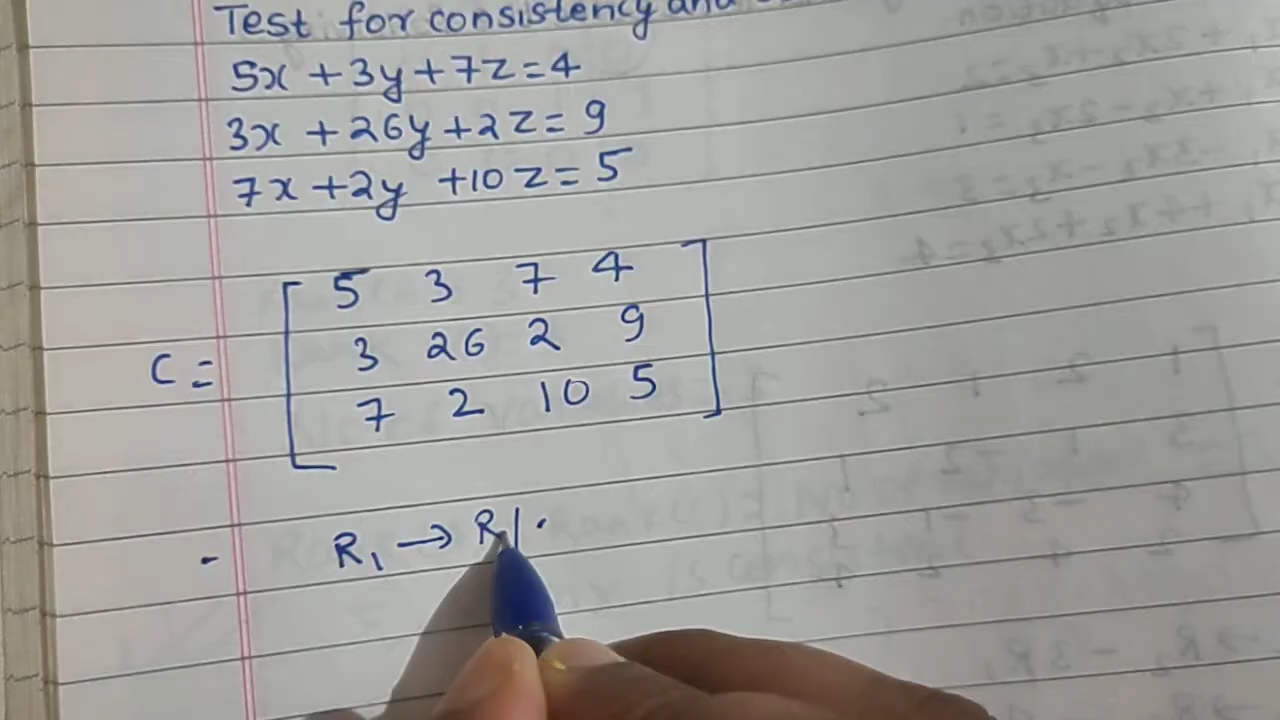 Test for consistency and
5x + 3y + 7z = 4
3x + 26y + 2z = 9
7x + 2y + 10z = 5
C = [ 5 3 7 4
3 26 2 9
7 2 10 5 ]
R₁ → R₁